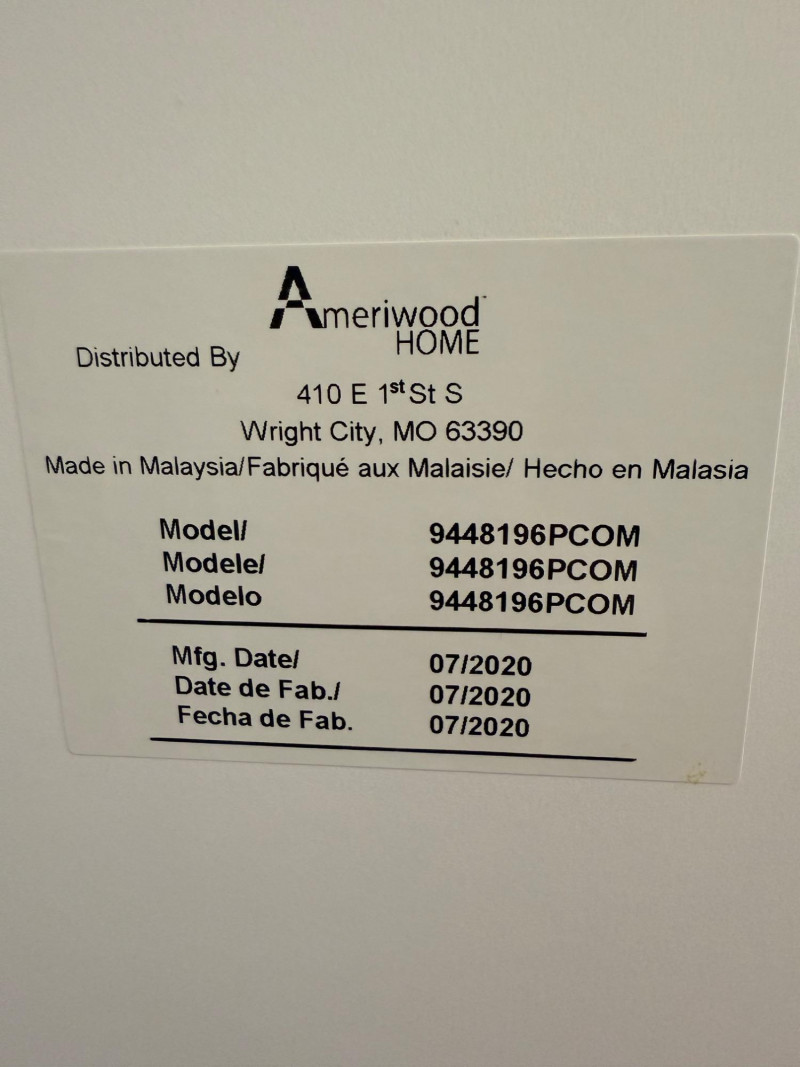 Ameriwood™
HOME
Distributed By
410 E 1st St S
Wright City, MO 63390
Made in Malaysia/Fabriqué aux Malaisie/ Hecho en Malasia
Model/ 9448196PCOM
Modele/ 9448196PCOM
Modelo 9448196PCOM
Mfg. Date/ 07/2020
Date de Fab./ 07/2020
Fecha de Fab. 07/2020